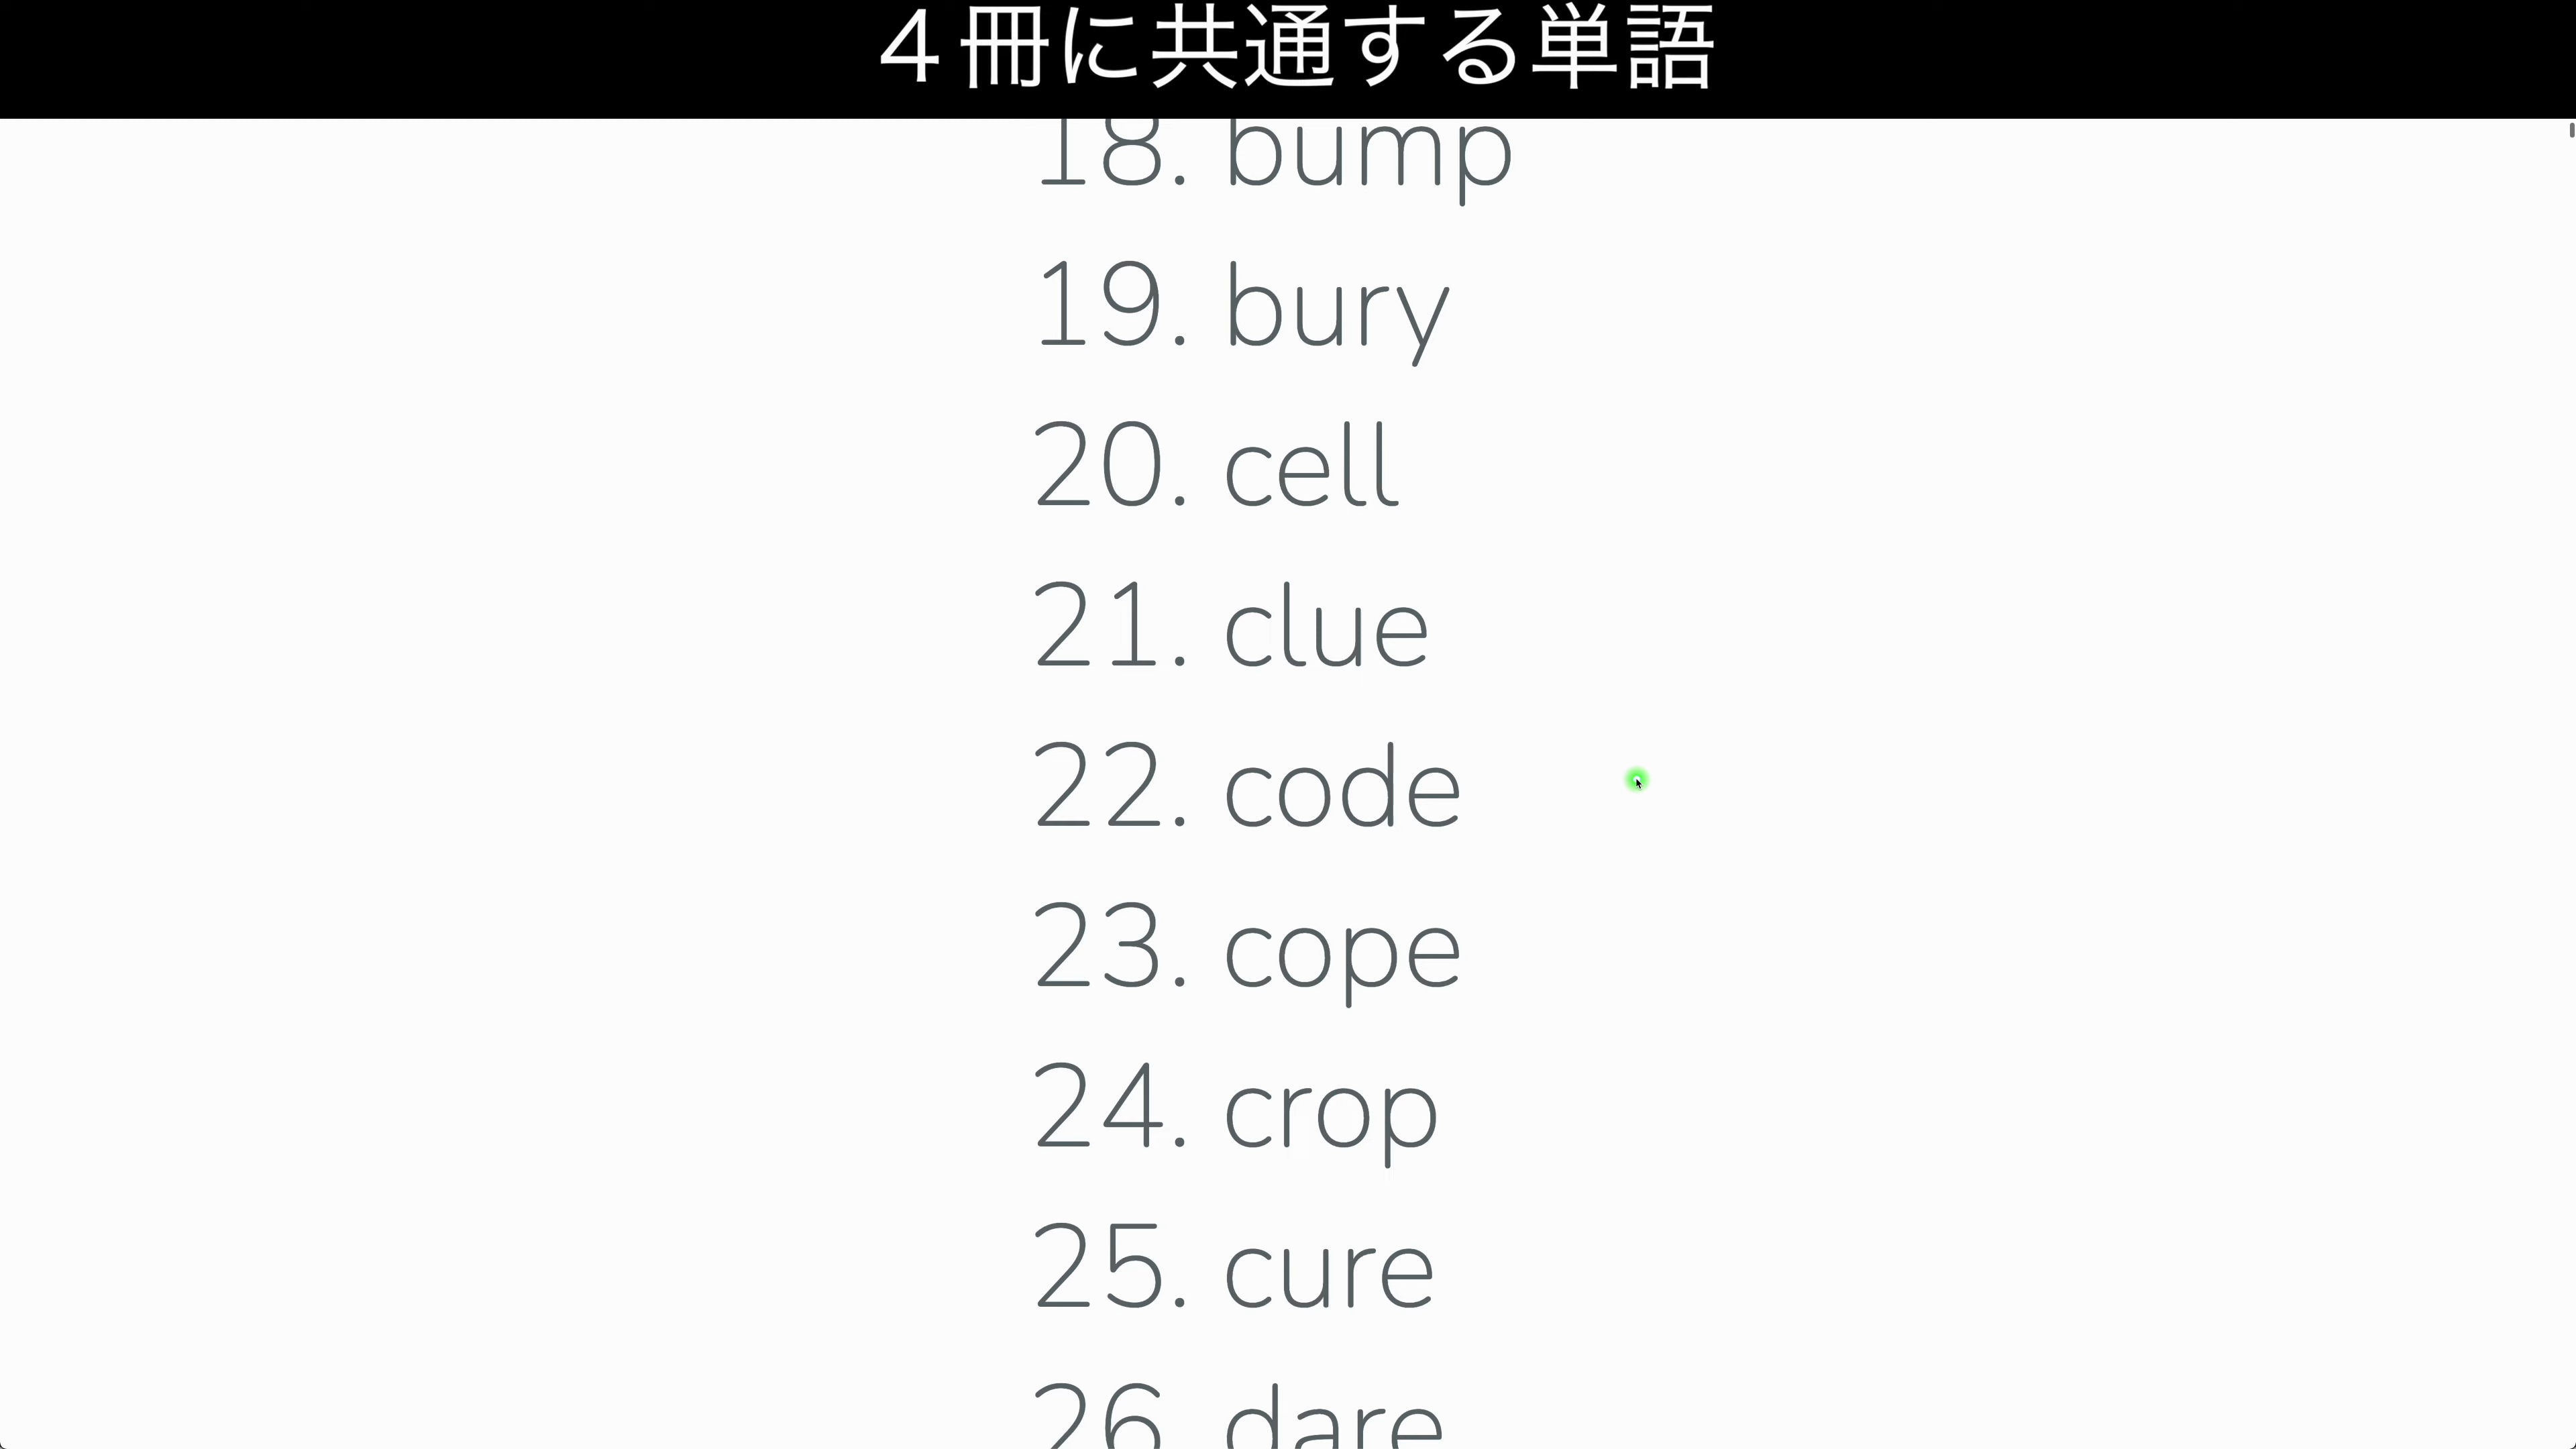 ４冊に共通する単語
18. bump
19. bury
20. cell
21. clue
22. code
23. cope
24. crop
25. cure
26. dare